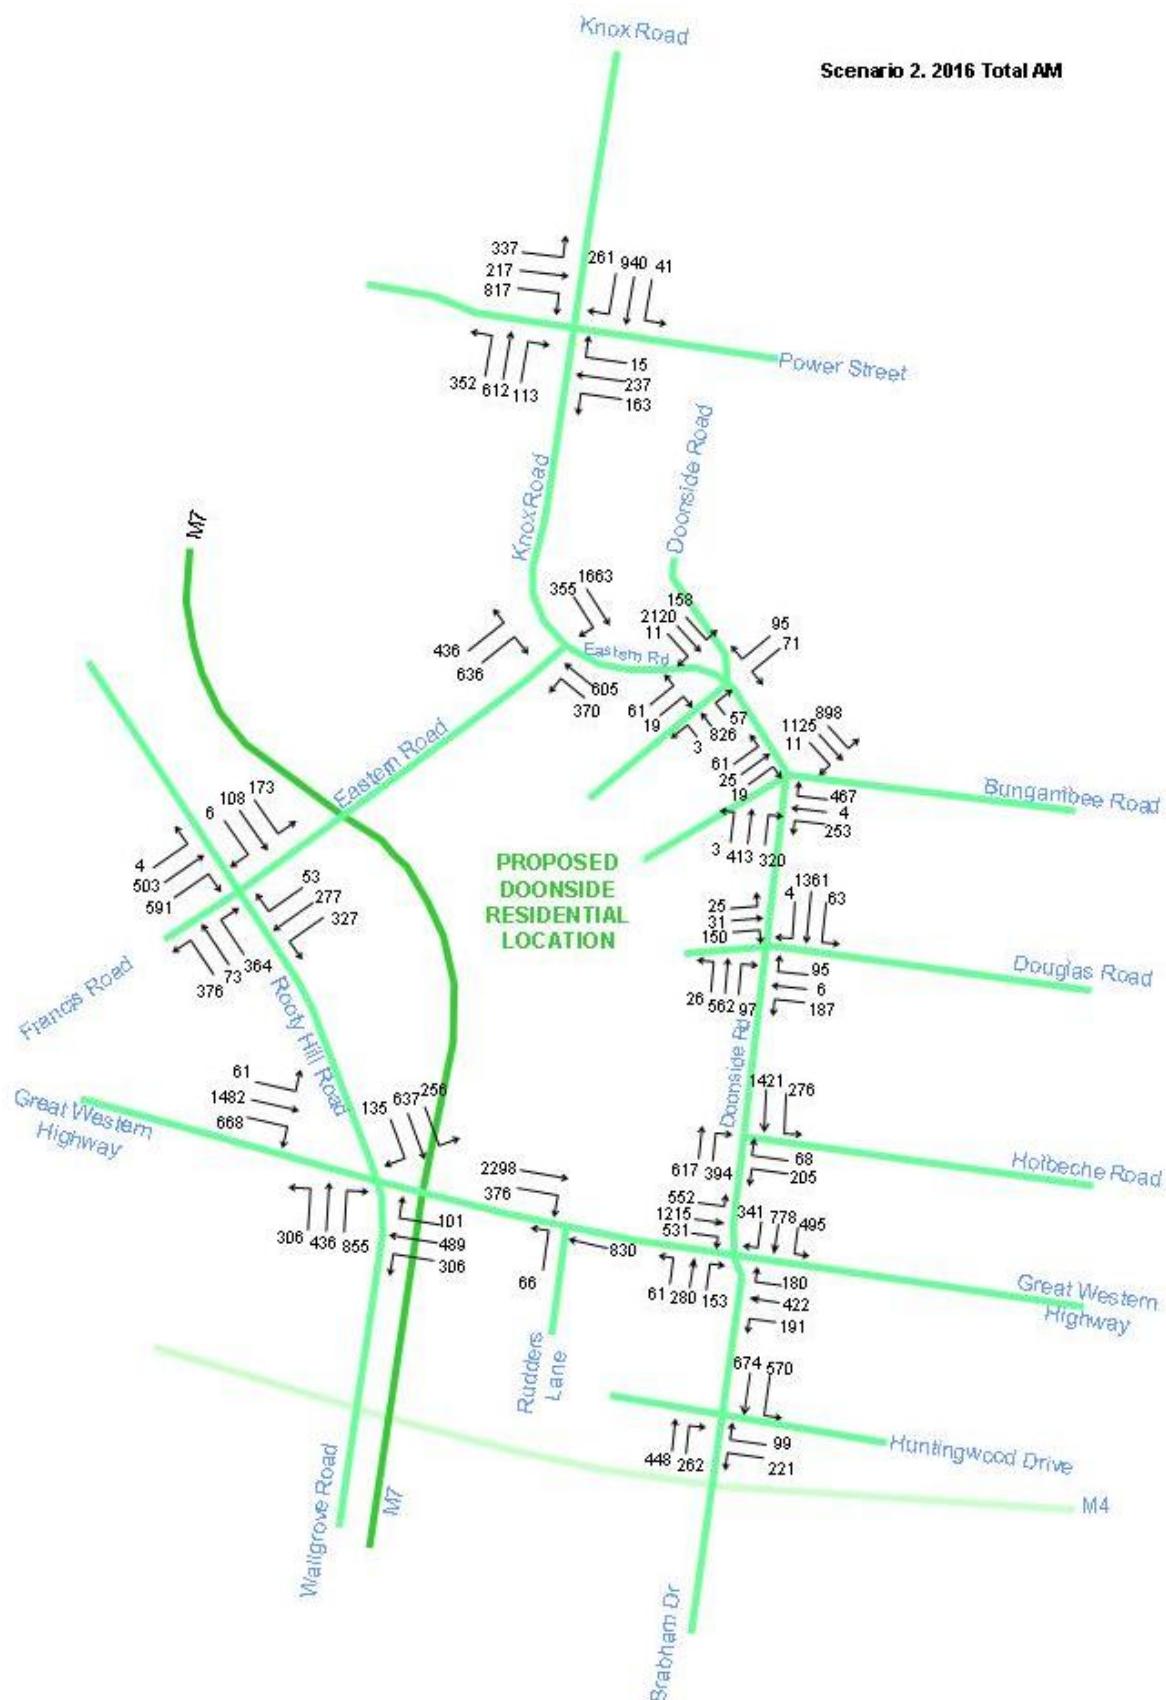 Knox Road
Scenario 2. 2016 Total AM
337
217
817
261 940 41
352 612 113
15
237
163
Power Street
Doonside Road
Knox Road
M7
355 1663
436
636
Eastern Rd
605
370
158
2120
11
95
71
61
19
57
826
3
61
25
19
898
1125
11
Bungarribee Road
467
4
253
3 413 320
Eastern Road
173
108
6
4
503
591
53
277
327
376 73 364
Francis Road
Rooty Hill Road
PROPOSED
DOONSIDE
RESIDENTIAL
LOCATION
25
31
150
4 1361 63
Douglas Road
95
6
187
26 562 97
Doonside Rd
1421 276
617 394
68
205
Holbeche Road
61
1482
668
Great Western
Highway
135 637 256
306 436 855
101
489
306
2298
376
66
830
Rudders
Lane
552
1215
531
341 778 495
61 280 153
180
422
191
Great Western
Highway
674 570
448 262
99
221
Huntingwood Drive
M4
Wallgrove Road
M7
Brabham Dr